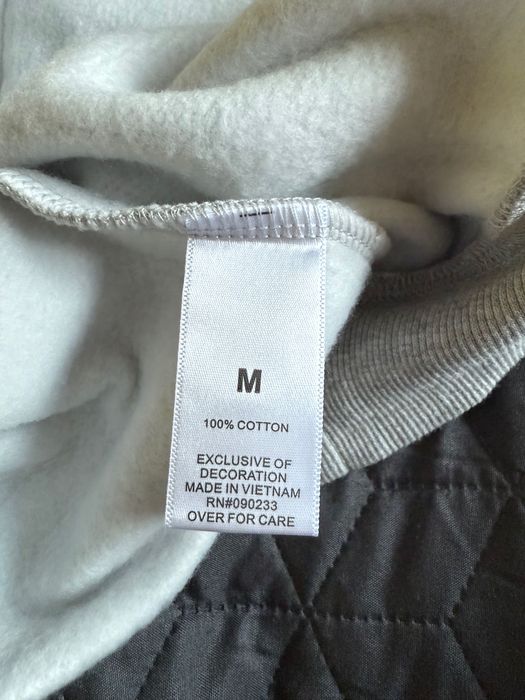 M
100% COTTON
EXCLUSIVE OF
DECORATION
MADE IN VIETNAM
RN#090233
OVER FOR CARE